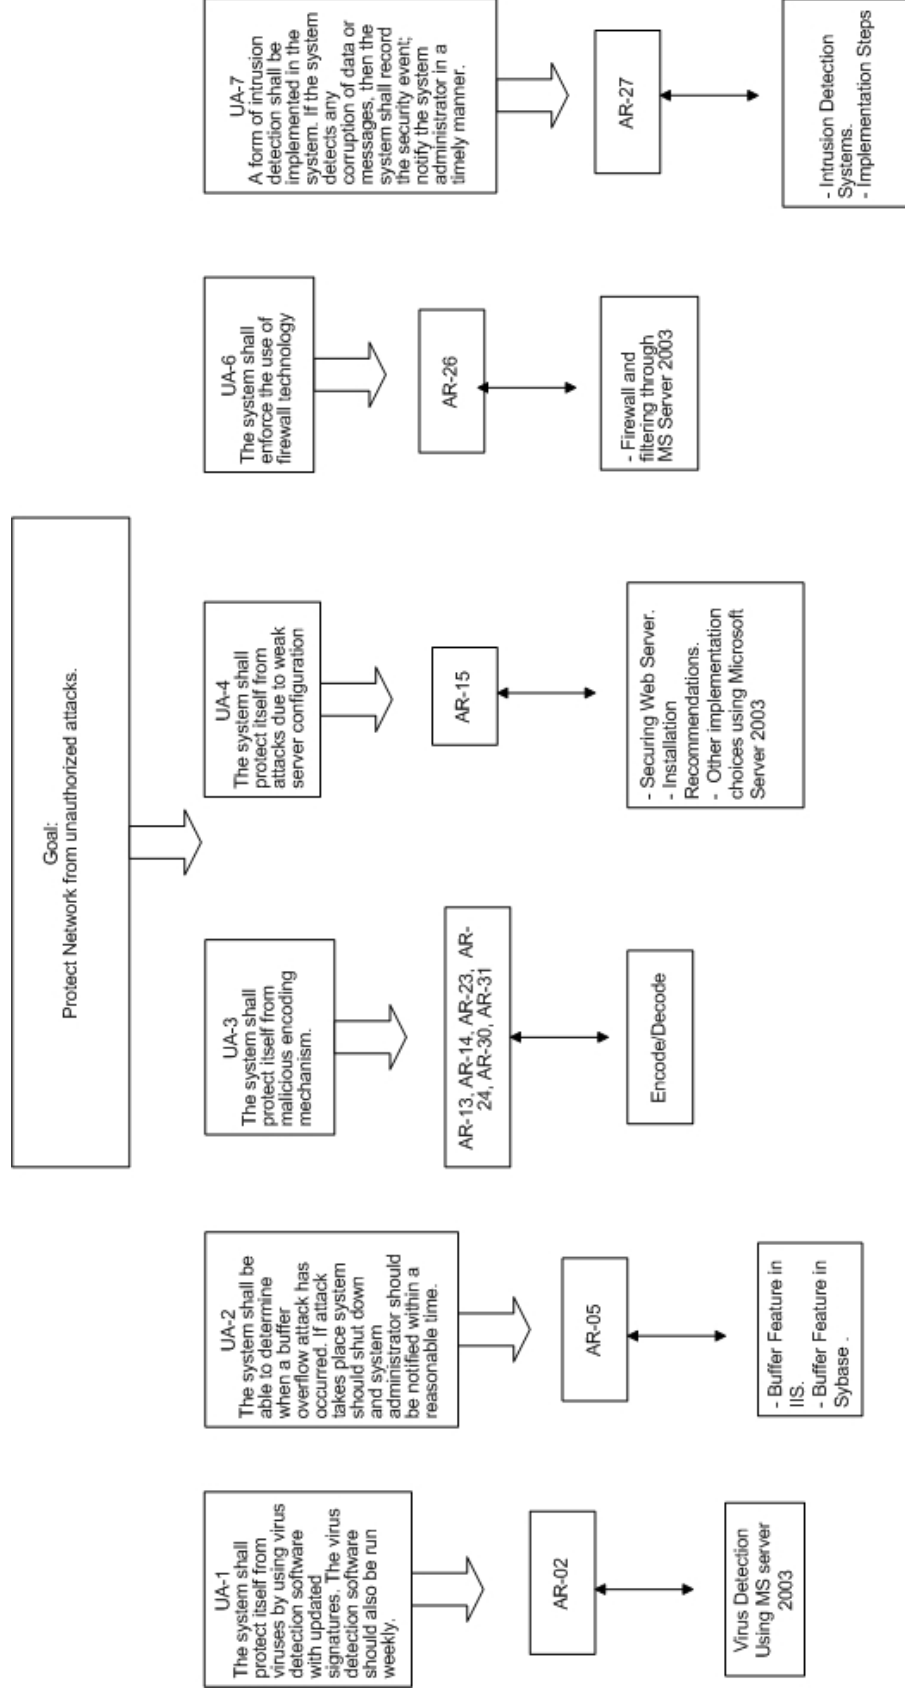 Goal:
Protect Network from unauthorized attacks.
UA-1
The system shall
protect itself from
viruses by using virus
detection software
with updated
signatures. The virus
detection software
should also be run
weekly.
AR-02
Virus Detection
Using MS server
2003
UA-2
The system shall be
able to determine
when a buffer
overflow attack has
occurred. If attack
takes place system
should shut down
and system
administrator should
be notified within a
reasonable time.
AR-05
- Buffer Feature in
IIS.
- Buffer Feature in
Sybase .
UA-3
The system shall
protect itself from
malicious encoding
mechanism.
AR-13, AR-14, AR-23, AR-
24, AR-30, AR-31
Encode/Decode
UA-4
The system shall
protect itself from
attacks due to weak
server configuration
AR-15
- Securing Web Server.
- Installation
Recommendations.
- Other implementation
choices using Microsoft
Server 2003
UA-6
The system shall
enforce the use of
firewall technology
AR-26
- Firewall and
filtering through
MS Server 2003
UA-7
A form of intrusion
detection shall be
implemented in the
system. If the system
detects any
corruption of data or
messages, then the
system shall record
the security event;
notify the system
administrator in a
timely manner.
AR-27
- Intrusion Detection
Systems.
- Implementation Steps